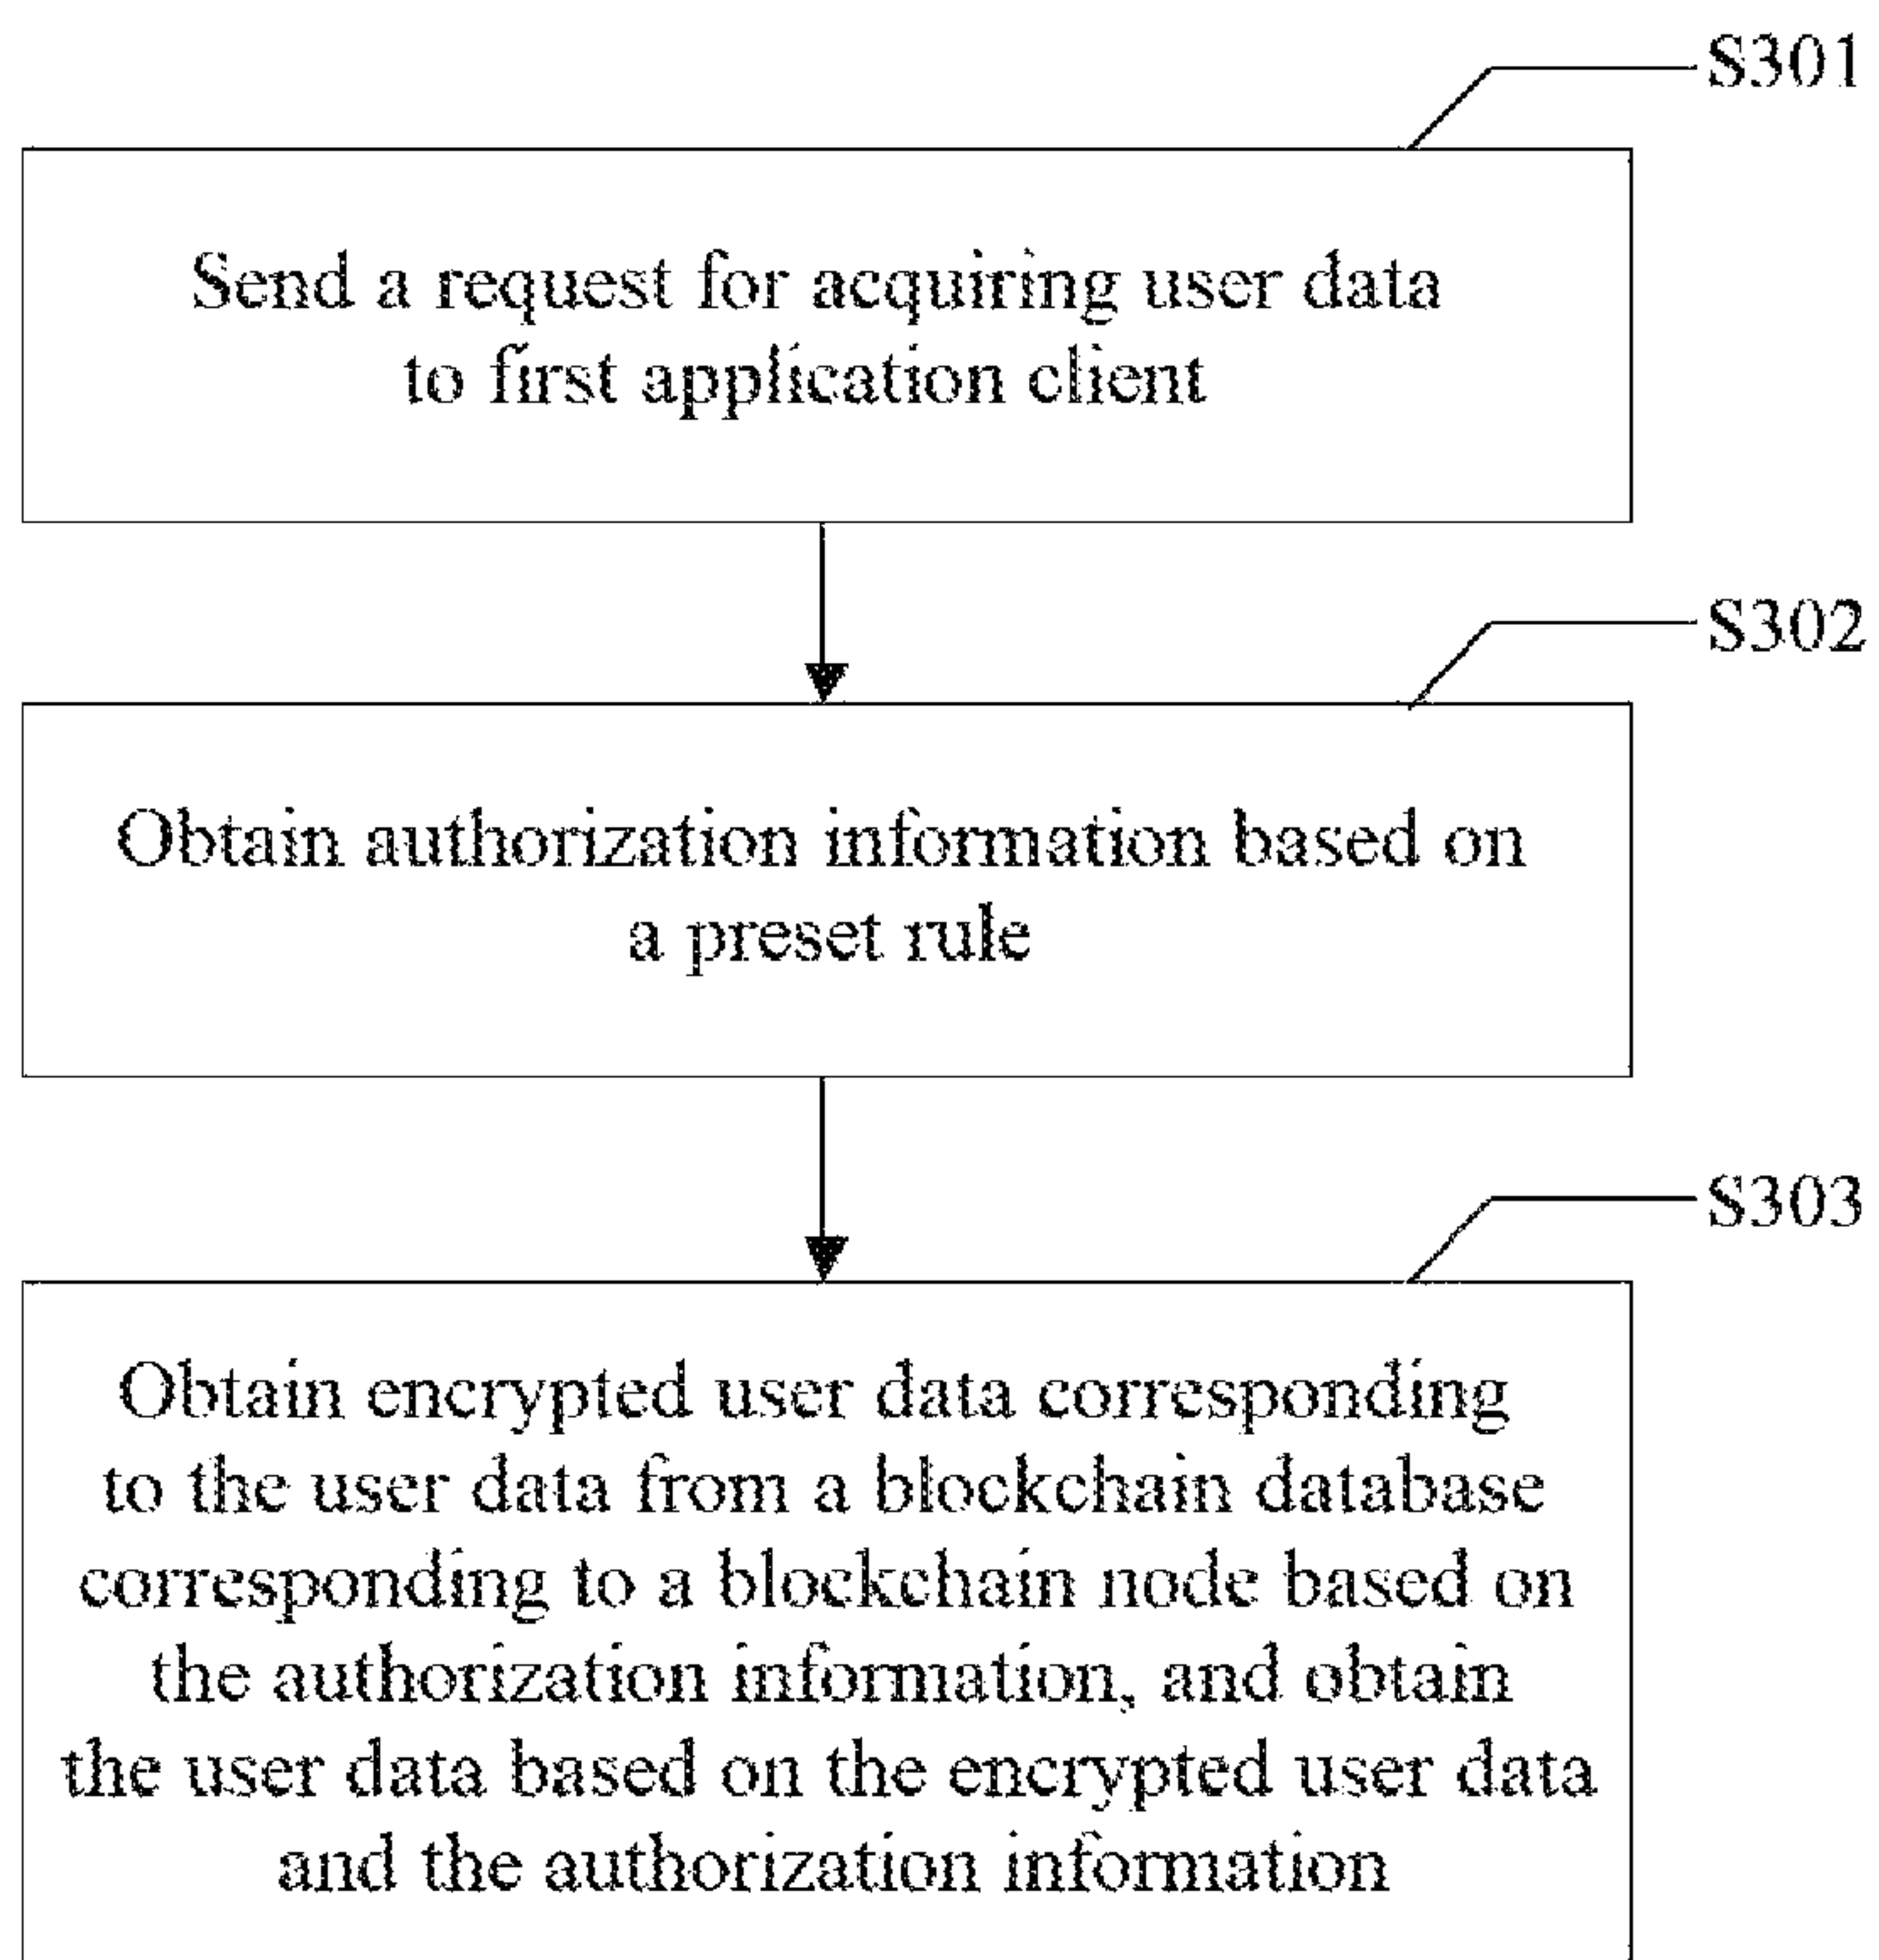 S301
Send a request for acquiring user data
to first application client
S302
Obtain authorization information based on
a preset rule
S303
Obtain encrypted user data corresponding
to the user data from a blockchain database
corresponding to a blockchain node based on
the authorization information, and obtain
the user data based on the encrypted user data
and the authorization information